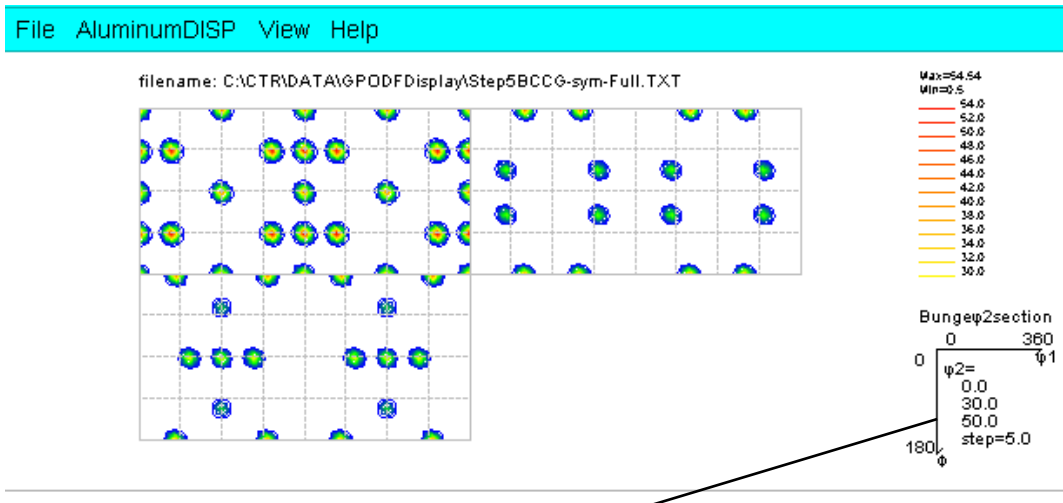 File AluminumDISP View Help
filename: C:\CTR\DATA\GPODFDisplay\Step5BCCG-sym-Full.TXT
Max=54.54
Min=0.5
54.0
52.0
50.0
48.0
46.0
44.0
42.0
40.0
38.0
36.0
34.0
32.0
30.0
Bungeφ2section
0 360
0 φ1
φ2=
0.0
30.0
50.0
step=5.0
180
Φ